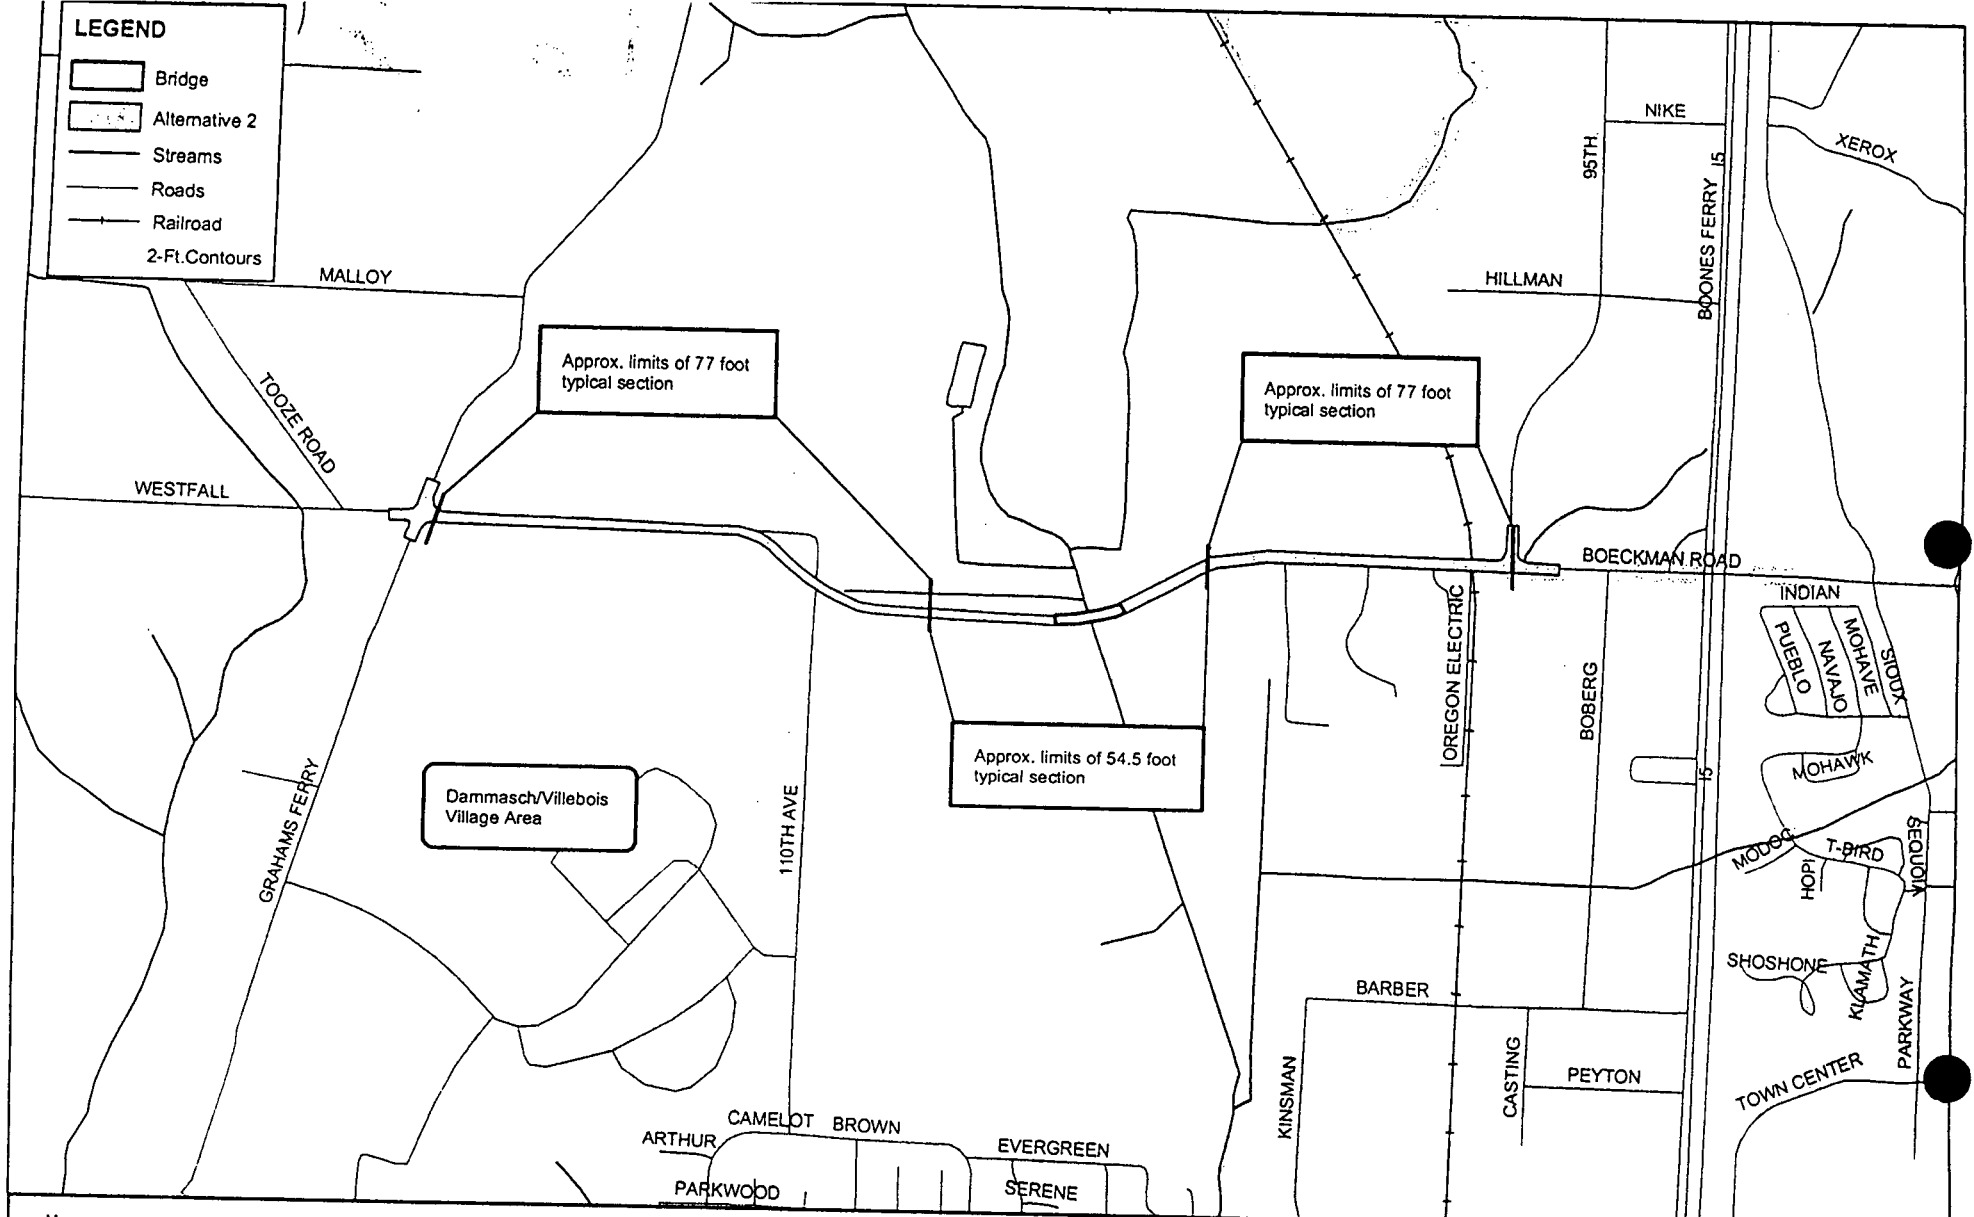 LEGEND
Bridge
Alternative 2
Streams
Roads
Railroad
2-Ft.Contours
NIKE
XEROX
95TH
I5
BOONES FERRY
MALLOY
HILLMAN
Approx. limits of 77 foot
typical section
Approx. limits of 77 foot
typical section
TOOZE ROAD
WESTFALL
BOECKMAN ROAD
INDIAN
PUEBLO
NAVAJO
MOHAVE
SIOUX
OREGON ELECTRIC
BOBERG
Approx. limits of 54.5 foot
typical section
MOHAWK
I5
Dammasch/Villebois
Village Area
GRAHAMS FERRY
110TH AVE
MODOC
T-BIRD
HOPI
SEQUOIA
SHOSHONE
KLAMATH
BARBER
PARKWAY
KINSMAN
CASTING
PEYTON
TOWN CENTER
CAMELOT
BROWN
ARTHUR
EVERGREEN
PARKWOOD
SERENE